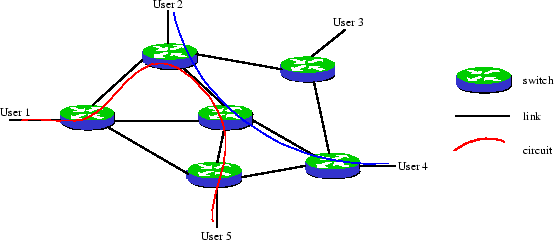 User 2
User 3
User 1
User 4
User 5
switch
link
circuit